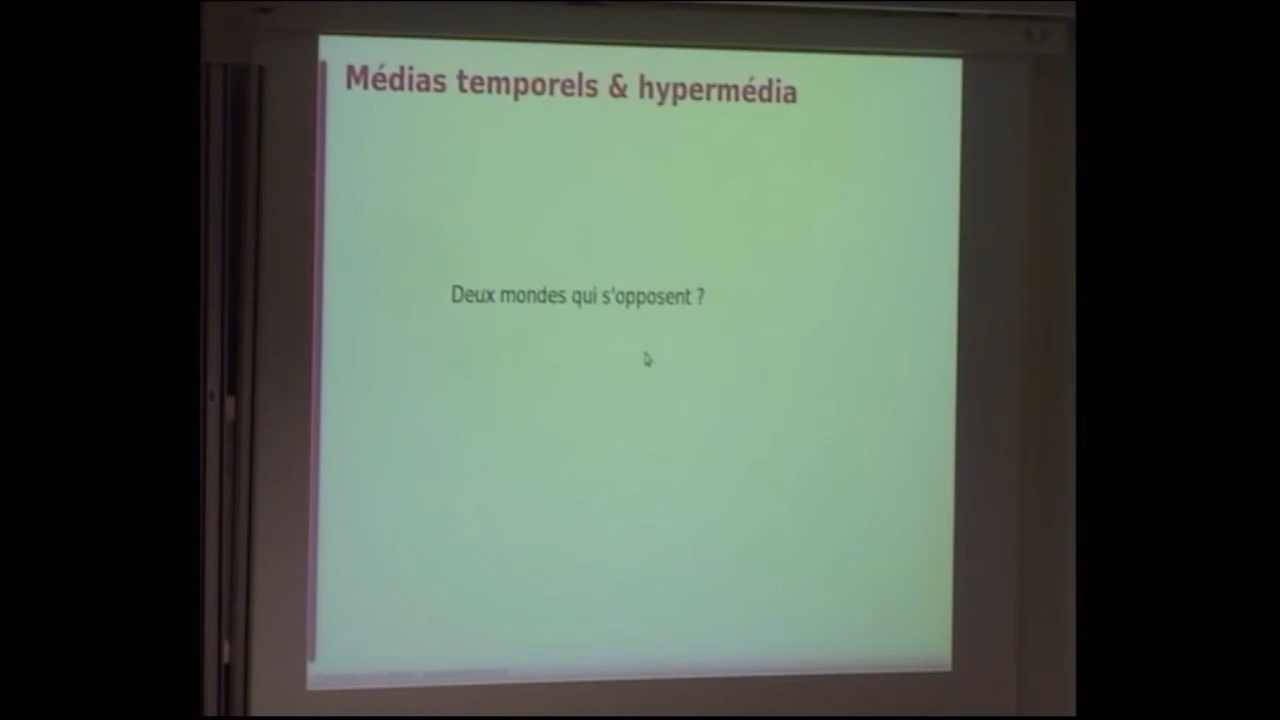 Médias temporels & hypermédia
Deux mondes qui s'opposent ?